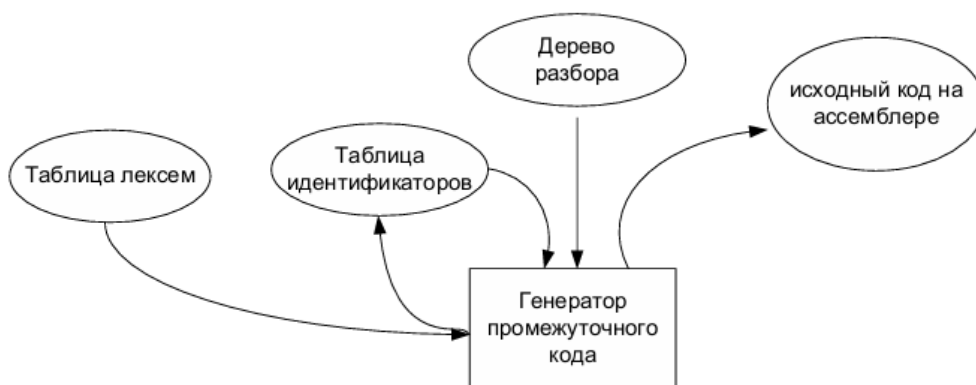 Дерево
разбора
исходный код на
ассемблере
Таблица
идентификаторов
Таблица лексем
Генератор
промежуточного
кода